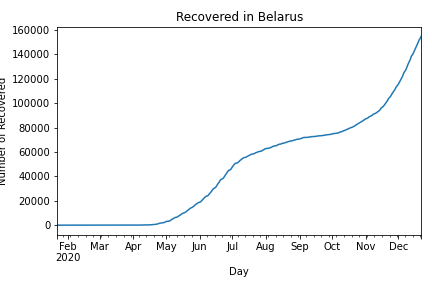 Recovered in Belarus
160000
140000
120000
100000
80000
60000
40000
20000
0
Number of Recovered
Feb Mar Apr May Jun Jul Aug Sep Oct Nov Dec
2020
Day